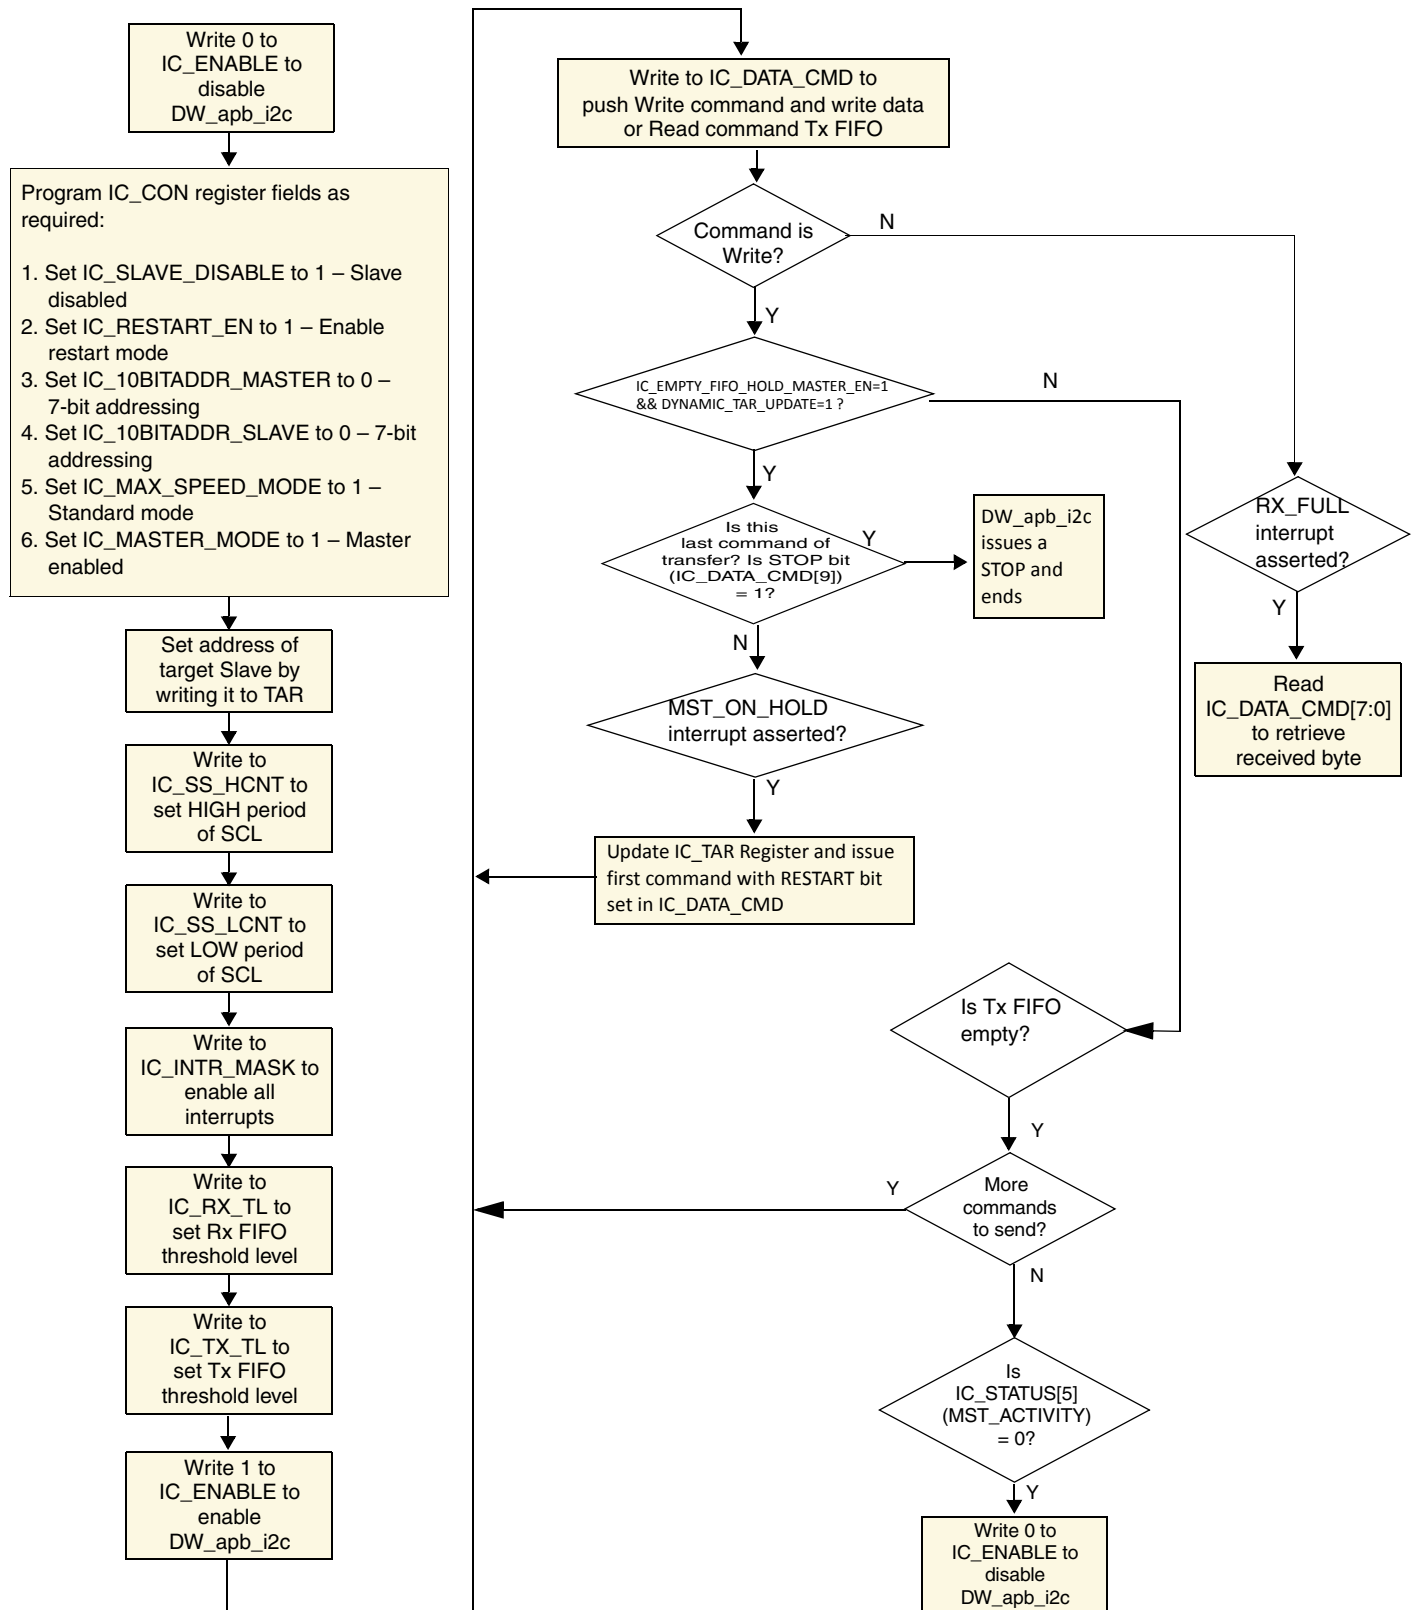 Write 0 to
IC_ENABLE to
disable
DW_apb_i2c
Program IC_CON register fields as
required:
1. Set IC_SLAVE_DISABLE to 1 – Slave
disabled
2. Set IC_RESTART_EN to 1 – Enable
restart mode
3. Set IC_10BITADDR_MASTER to 0 –
7-bit addressing
4. Set IC_10BITADDR_SLAVE to 0 – 7-bit
addressing
5. Set IC_MAX_SPEED_MODE to 1 –
Standard mode
6. Set IC_MASTER_MODE to 1 – Master
enabled
Set address of
target Slave by
writing it to TAR
Write to
IC_SS_HCNT to
set HIGH period
of SCL
Write to
IC_SS_LCNT to
set LOW period
of SCL
Write to
IC_INTR_MASK to
enable all
interrupts
Write to
IC_RX_TL to
set Rx FIFO
threshold level
Write to
IC_TX_TL to
set Tx FIFO
threshold level
Write 1 to
IC_ENABLE to
enable
DW_apb_i2c
Write to IC_DATA_CMD to
push Write command and write data
or Read command Tx FIFO
Command is
Write?
N
Y
IC_EMPTY_FIFO_HOLD_MASTER_EN=1
&& DYNAMIC_TAR_UPDATE=1 ?
N
Y
Is this
last command of
transfer? Is STOP bit
(IC_DATA_CMD[9])
= 1?
Y
DW_apb_i2c
issues a
STOP and
ends
N
MST_ON_HOLD
interrupt asserted?
Y
Update IC_TAR Register and issue
first command with RESTART bit
set in IC_DATA_CMD
RX_FULL
interrupt
asserted?
Y
Read
IC_DATA_CMD[7:0]
to retrieve
received byte
Is Tx FIFO
empty?
Y
More
commands
to send?
Y
N
Is
IC_STATUS[5]
(MST_ACTIVITY)
= 0?
Y
Write 0 to
IC_ENABLE to
disable
DW_apb_i2c